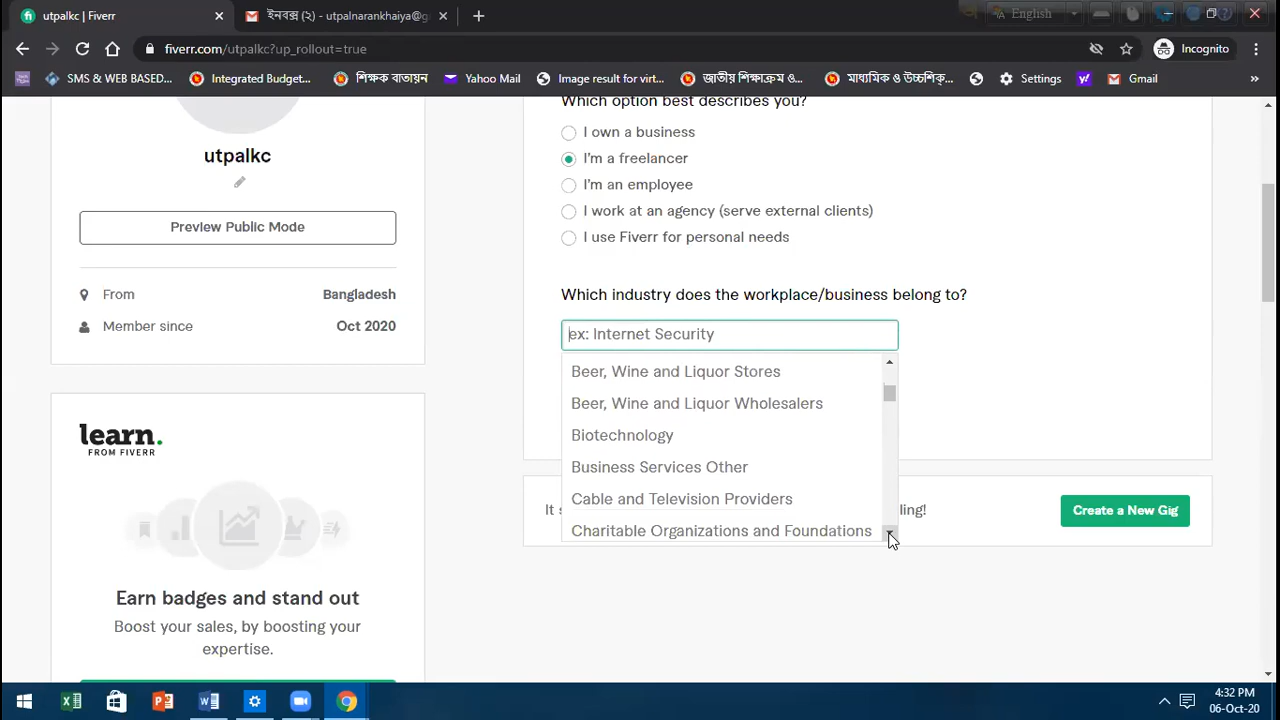 utpalkc | Fiverr
ইনবক্স (২) - utpalnarankhaiya@g
English
fiverr.com/utpalkc?up_rollout=true
Incognito
SMS & WEB BASED...
Integrated Budget...
শিক্ষক বাতায়ন
Yahoo Mail
Image result for virt...
জাতীয় শিক্ষাক্রম ও...
মাধ্যমিক ও উচ্চশিক্...
Settings
Gmail
utpalkc
Preview Public Mode
From Bangladesh
Member since Oct 2020
learn.
FROM FIVERR
Earn badges and stand out
Boost your sales, by boosting your
expertise.
Which option best describes you?
I own a business
I'm a freelancer
I'm an employee
I work at an agency (serve external clients)
I use Fiverr for personal needs
Which industry does the workplace/business belong to?
ex: Internet Security
Beer, Wine and Liquor Stores
Beer, Wine and Liquor Wholesalers
Biotechnology
Business Services Other
Cable and Television Providers
Charitable Organizations and Foundations
Create a New Gig
4:32 PM
06-Oct-20